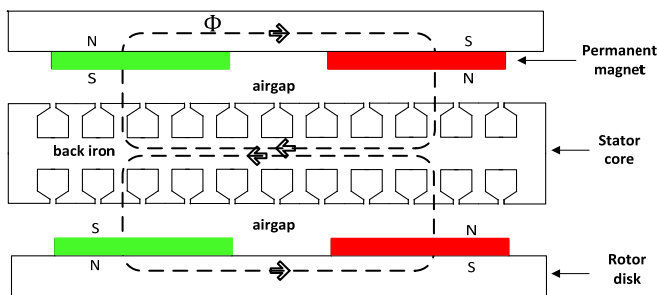 N
Φ
S
Permanent
magnet
S
airgap
N
back iron
Stator
core
S
airgap
N
N
S
Rotor
disk